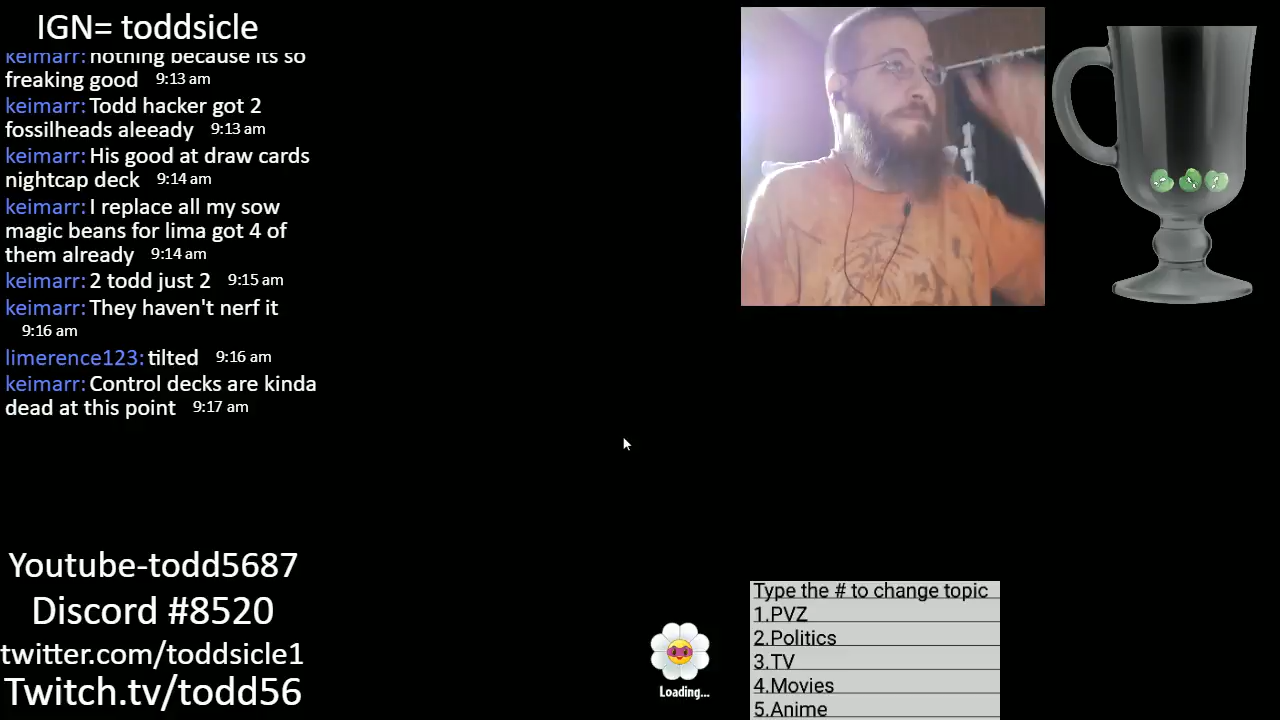 IGN= toddsicle
keimarr: nothing because its so
freaking good 9:13 am
keimarr: Todd hacker got 2
fossilheads aleeady 9:13 am
keimarr: His good at draw cards
nightcap deck 9:14 am
keimarr: I replace all my sow
magic beans for lima got 4 of
them already 9:14 am
keimarr: 2 todd just 2 9:15 am
keimarr: They haven't nerf it
9:16 am
limerence123: tilted 9:16 am
keimarr: Control decks are kinda
dead at this point 9:17 am
Youtube-todd5687
Discord #8520
twitter.com/toddsicle1
Twitch.tv/todd56
Loading...
Type the # to change topic
1.PVZ
2.Politics
3.TV
4.Movies
5.Anime